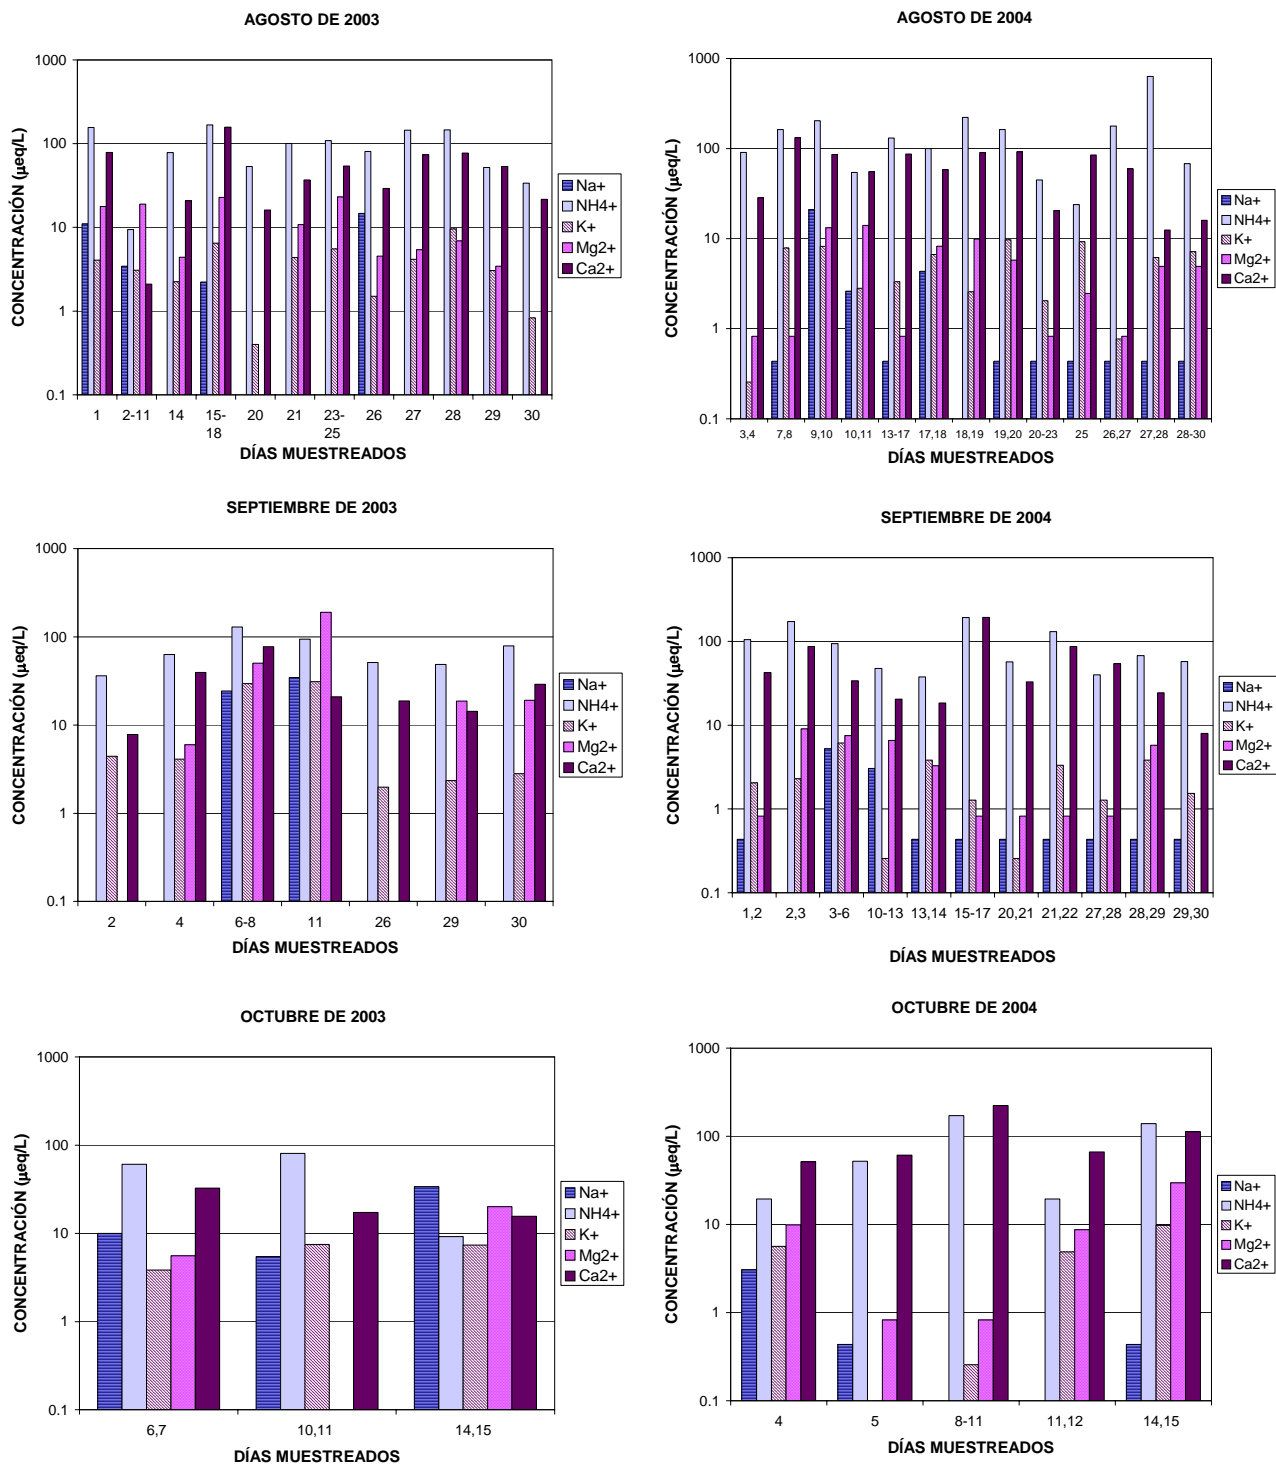 AGOSTO DE 2003
CONCENTRACIÓN (µeq/L)
1000
100
10
1
0.1
1 2-11 14 15-18 20 21 23-25 26 27 28 29 30
DÍAS MUESTREADOS
Na+
NH4+
K+
Mg2+
Ca2+
AGOSTO DE 2004
CONCENTRACIÓN (µeq/L)
1000
100
10
1
0.1
3,4 7,8 9,10 10,11 13-17 17,18 18,19 19,20 20-23 25 26,27 27,28 28-30
DÍAS MUESTREADOS
Na+
NH4+
K+
Mg2+
Ca2+
SEPTIEMBRE DE 2003
CONCENTRACIÓN (µeq/L)
1000
100
10
1
0.1
2 4 6-8 11 26 29 30
DÍAS MUESTREADOS
Na+
NH4+
K+
Mg2+
Ca2+
SEPTIEMBRE DE 2004
CONCENTRACIÓN (µeq/L)
1000
100
10
1
0.1
1,2 2,3 3-6 10-13 13,14 15-17 20,21 21,22 27,28 28,29 29,30
DÍAS MUESTREADOS
Na+
NH4+
K+
Mg2+
Ca2+
OCTUBRE DE 2003
CONCENTRACIÓN (µeq/L)
1000
100
10
1
0.1
6,7 10,11 14,15
DÍAS MUESTREADOS
Na+
NH4+
K+
Mg2+
Ca2+
OCTUBRE DE 2004
CONCENTRACIÓN (µeq/L)
1000
100
10
1
0.1
4 5 8-11 11,12 14,15
DÍAS MUESTREADOS
Na+
NH4+
K+
Mg2+
Ca2+